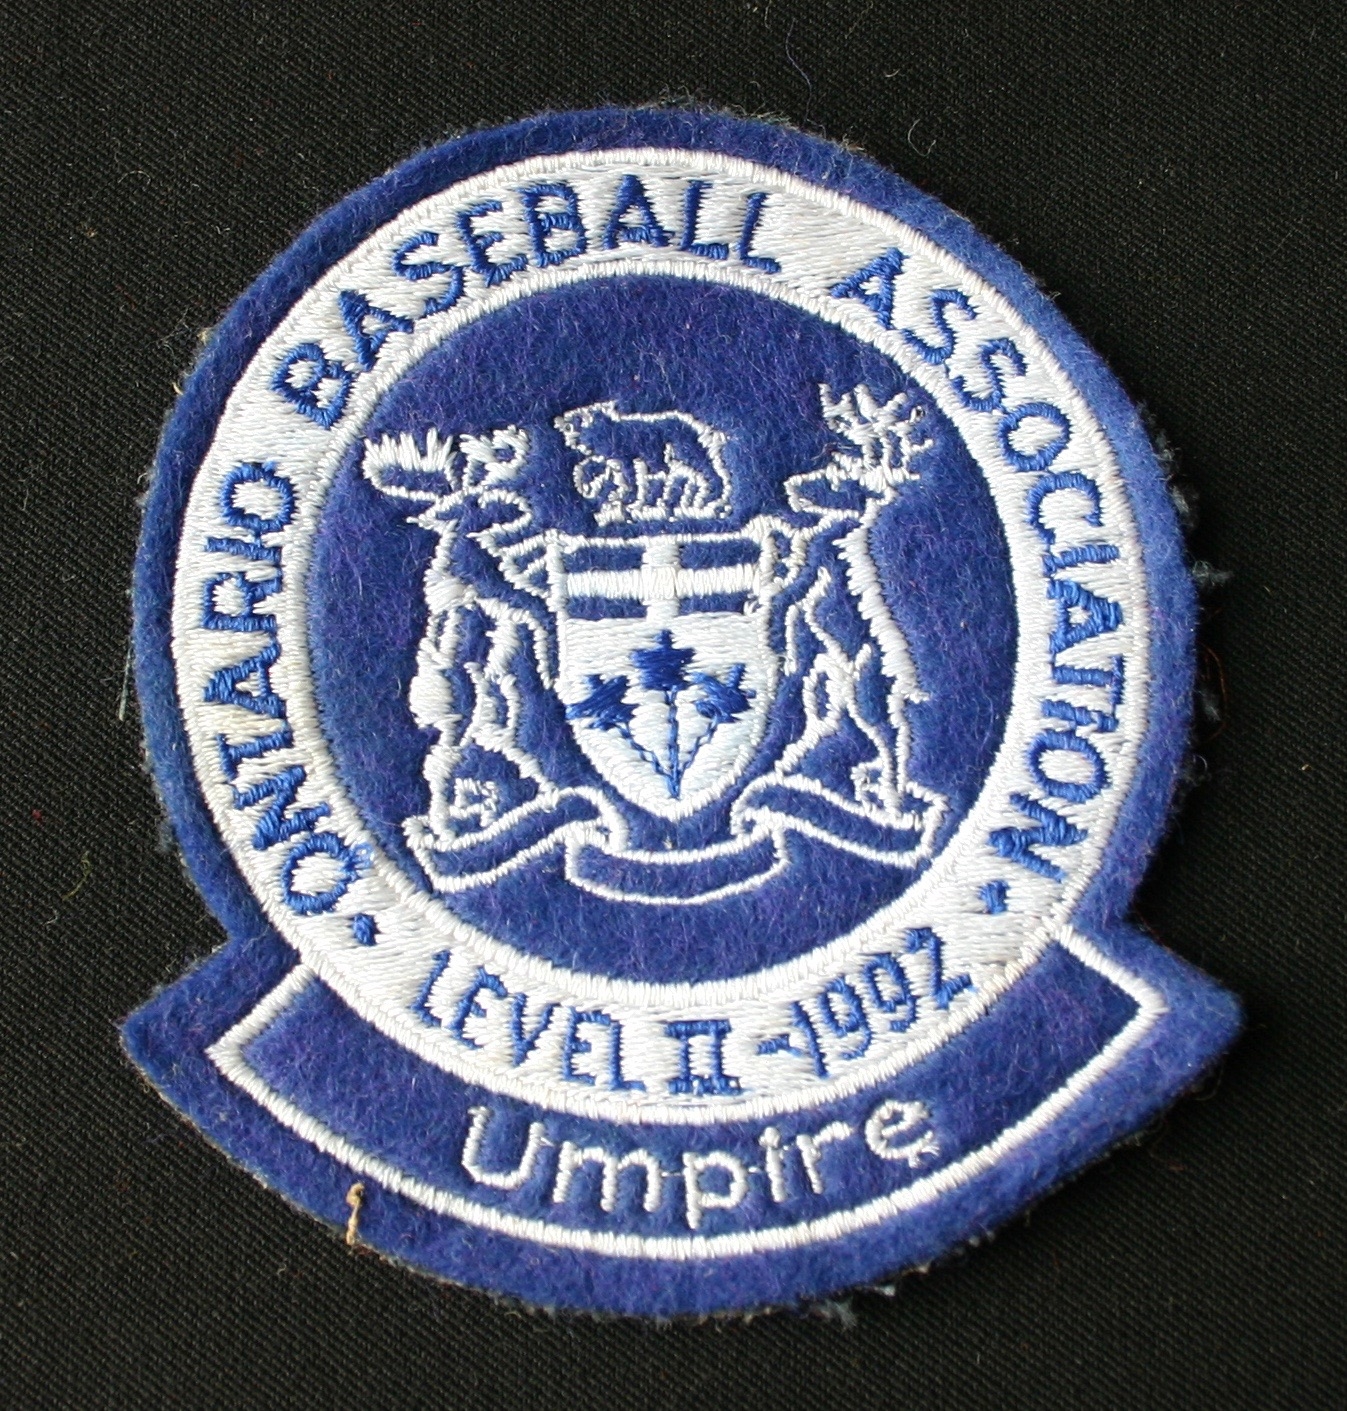 • ONTARIO BASEBALL ASSOCIATION •
LEVEL II - 1992
Umpire